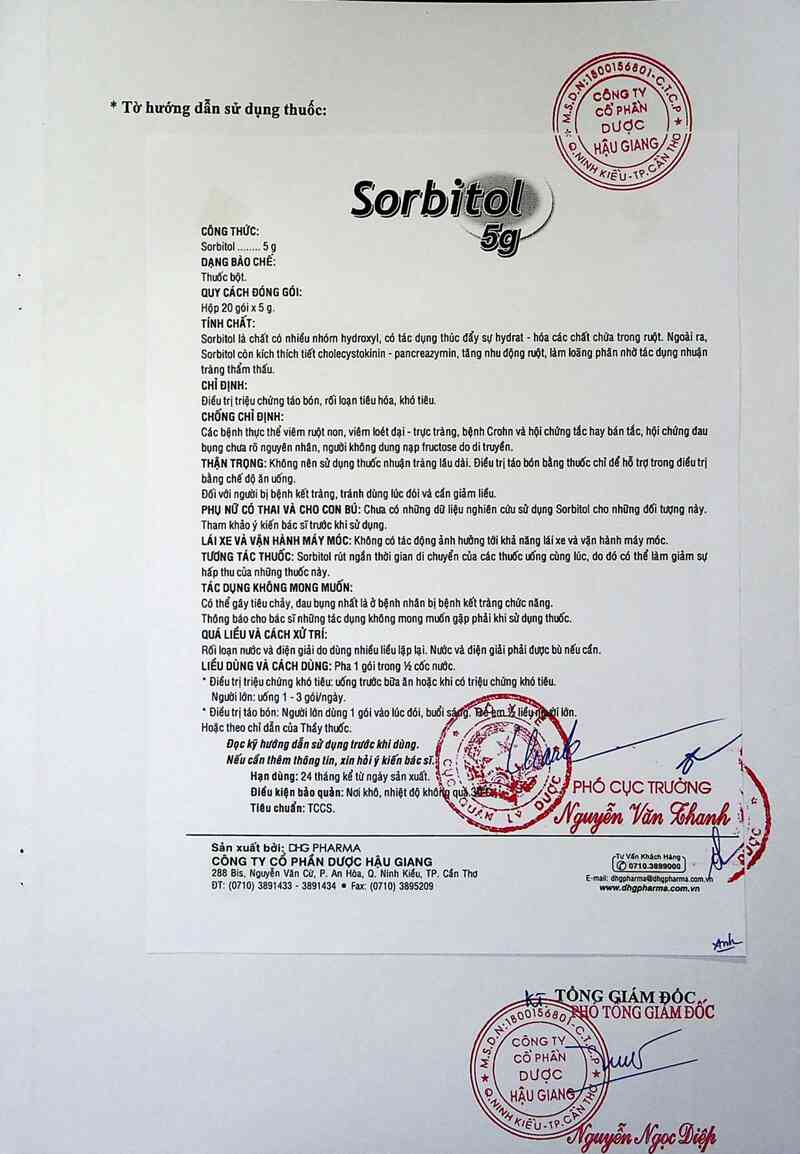 * Tờ hướng dẫn sử dụng thuốc:
M.S.D.N:1800156801-C.T.C.P
CÔNG TY
CỔ PHẦN
DƯỢC
HẬU GIANG
Q.NINH KIỀU-TP.CẦN THƠ
Sorbitol
5g
CÔNG THỨC:
Sorbitol ........ 5 g
DẠNG BÀO CHẾ:
Thuốc bột.
QUY CÁCH ĐÓNG GÓI:
Hộp 20 gói x 5 g.
TÍNH CHẤT:
Sorbitol là chất có nhiều nhóm hydroxyl, có tác dụng thúc đẩy sự hydrat - hóa các chất chứa trong ruột. Ngoài ra,
Sorbitol còn kích thích tiết cholecystokinin - pancreazymin, tăng nhu động ruột, làm loãng phân nhờ tác dụng nhuận
tràng thẩm thấu.
CHỈ ĐỊNH:
Điều trị triệu chứng táo bón, rối loạn tiêu hóa, khó tiêu.
CHỐNG CHỈ ĐỊNH:
Các bệnh thực thể viêm ruột non, viêm loét đại - trực tràng, bệnh Crohn và hội chứng tắc hay bán tắc, hội chứng đau
bụng chưa rõ nguyên nhân, người không dung nạp fructose do di truyền.
THẬN TRỌNG: Không nên sử dụng thuốc nhuận tràng lâu dài. Điều trị táo bón bằng thuốc chỉ để hỗ trợ trong điều trị
bằng chế độ ăn uống.
Đối với người bị bệnh kết tràng, tránh dùng lúc đói và cần giảm liều.
PHỤ NỮ CÓ THAI VÀ CHO CON BÚ: Chưa có những dữ liệu nghiên cứu sử dụng Sorbitol cho những đối tượng này.
Tham khảo ý kiến bác sĩ trước khi sử dụng.
LÁI XE VÀ VẬN HÀNH MÁY MÓC: Không có tác động ảnh hưởng tới khả năng lái xe và vận hành máy móc.
TƯƠNG TÁC THUỐC: Sorbitol rút ngắn thời gian di chuyển của các thuốc uống cùng lúc, do đó có thể làm giảm sự
hấp thu của những thuốc này.
TÁC DỤNG KHÔNG MONG MUỐN:
Có thể gây tiêu chảy, đau bụng nhất là ở bệnh nhân bị bệnh kết tràng chức năng.
Thông báo cho bác sĩ những tác dụng không mong muốn gặp phải khi sử dụng thuốc.
QUÁ LIỀU VÀ CÁCH XỬ TRÍ:
Rối loạn nước và điện giải do dùng nhiều liều lặp lại. Nước và điện giải phải được bù nếu cần.
LIỀU DÙNG VÀ CÁCH DÙNG: Pha 1 gói trong ½ cốc nước.
* Điều trị triệu chứng khó tiêu: uống trước bữa ăn hoặc khi có triệu chứng khó tiêu.
Người lớn: uống 1 - 3 gói/ngày.
* Điều trị táo bón: Người lớn dùng 1 gói vào lúc đói, buổi sáng. Trẻ em ½ liều người lớn.
Hoặc theo chỉ dẫn của Thầy thuốc.
Đọc kỹ hướng dẫn sử dụng trước khi dùng.
Nếu cần thêm thông tin, xin hỏi ý kiến bác sĩ.
Hạn dùng: 24 tháng kể từ ngày sản xuất.
Điều kiện bảo quản: Nơi khô, nhiệt độ không quá
Tiêu chuẩn: TCCS.
CỤC QUẢN LÝ DƯỢC
PHÓ CỤC TRƯỞNG
Nguyễn Văn Thanh
DƯỢC
Sản xuất bởi: DHG PHARMA
CÔNG TY CỔ PHẦN DƯỢC HẬU GIANG
288 Bis, Nguyễn Văn Cừ, P. An Hòa, Q. Ninh Kiều, TP. Cần Thơ
ĐT: (0710) 3891433 - 3891434 • Fax: (0710) 3895209
Tư Vấn Khách Hàng
0710.3899000
E-mail: dhgpharma@dhgpharma.com.vn
www.dhgpharma.com.vn
Anh
KT. TỔNG GIÁM ĐỐC
PHÓ TỔNG GIÁM ĐỐC
M.S.D.N:1800156801-C.T.C.P
CÔNG TY
CỔ PHẦN
DƯỢC
HẬU GIANG
Q.NINH KIỀU-TP.CẦN THƠ
Nguyễn Ngọc Diệp